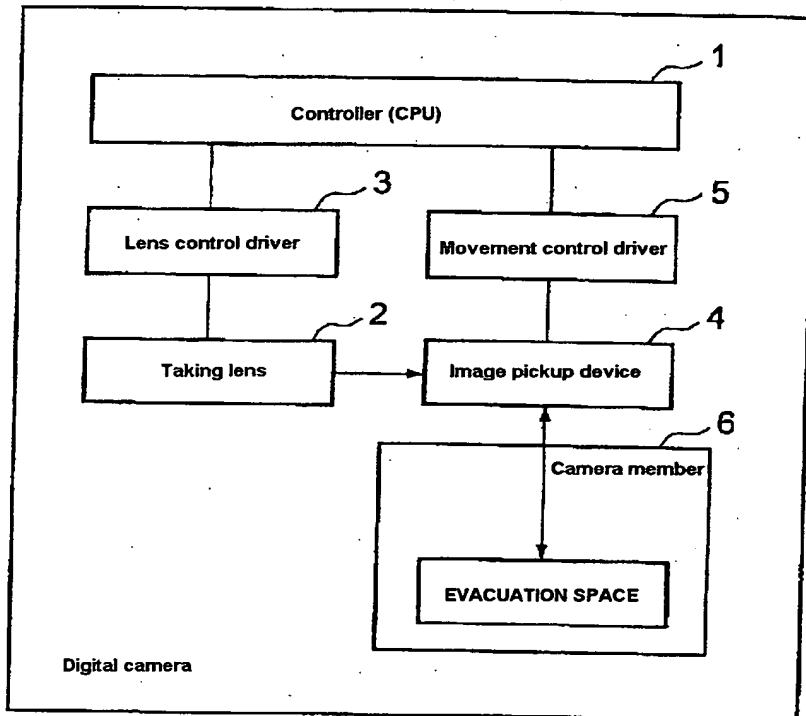 1
Controller (CPU)
3
5
Lens control driver
Movement control driver
2
4
Taking lens
Image pickup device
6
Camera member
EVACUATION SPACE
Digital camera